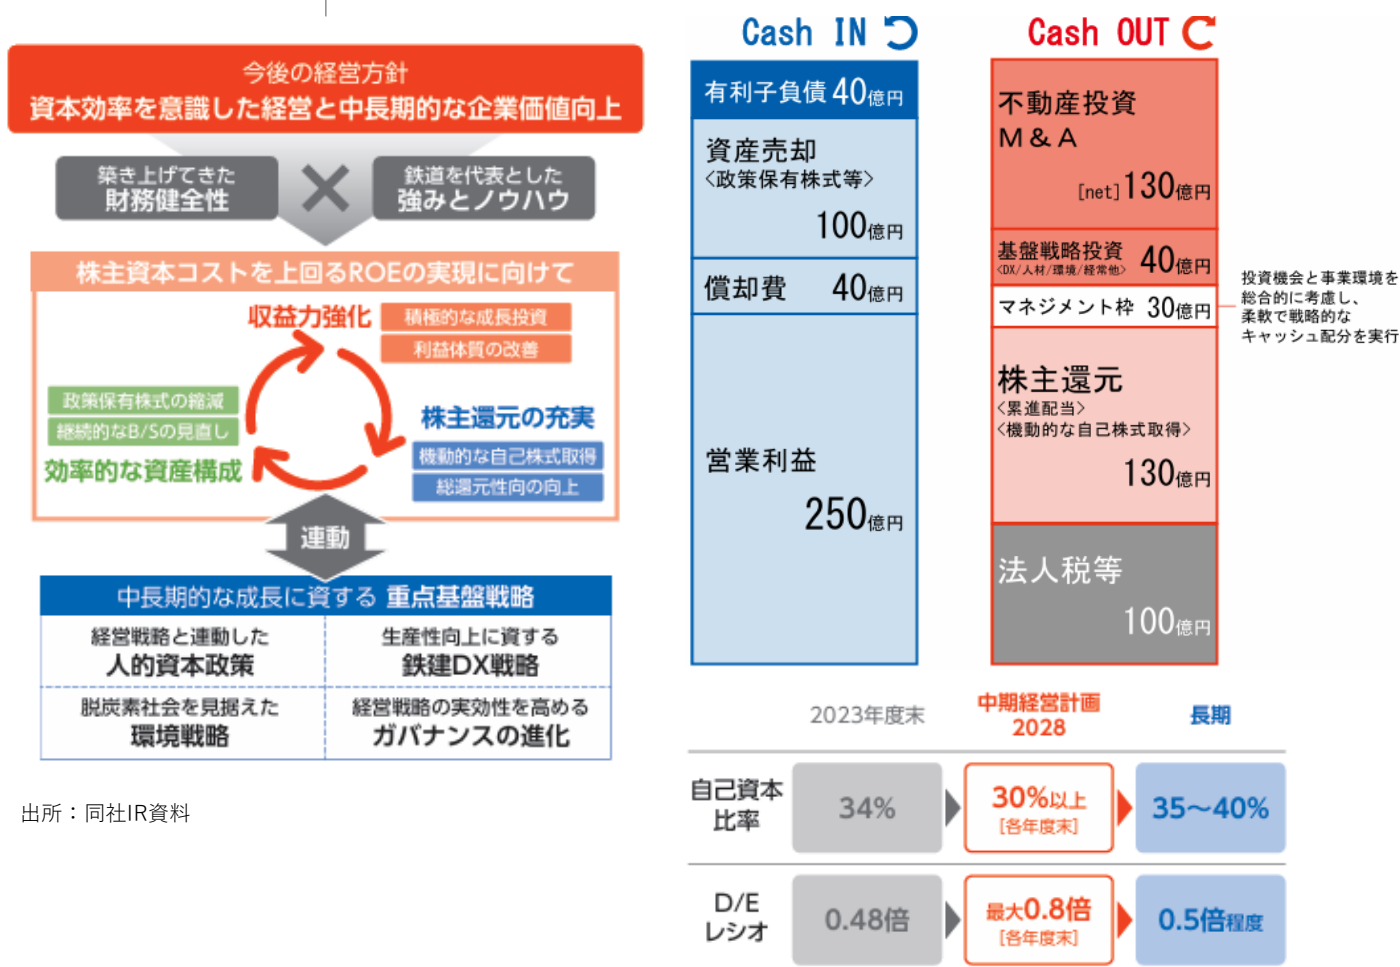 今後の経営方針
資本効率を意識した経営と中長期的な企業価値向上
築き上げてきた
財務健全性
鉄道を代表とした
強みとノウハウ
株主資本コストを上回るROEの実現に向けて
収益力強化
積極的な成長投資
利益体質の改善
政策保有株式の縮減
継続的なB/Sの見直し
効率的な資産構成
株主還元の充実
機動的な自己株式取得
総還元性向の向上
連動
中長期的な成長に資する 重点基盤戦略
経営戦略と連動した
人的資本政策
生産性向上に資する
鉄建DX戦略
脱炭素社会を見据えた
環境戦略
経営戦略の実効性を高める
ガバナンスの進化
出所：同社IR資料
Cash IN
有利子負債 40億円
資産売却
<政策保有株式等>
100億円
償却費 40億円
営業利益
250億円
Cash OUT
不動産投資
M＆A
[net]130億円
基盤戦略投資
<DX/人材/環境/経常他>
40億円
マネジメント枠 30億円
株主還元
<累進配当>
<機動的な自己株式取得>
130億円
法人税等
100億円
投資機会と事業環境を
総合的に考慮し、
柔軟で戦略的な
キャッシュ配分を実行
2023年度末
中期経営計画
2028
長期
自己資本
比率
34%
30%以上
[各年度末]
35～40%
D/E
レシオ
0.48倍
最大0.8倍
[各年度末]
0.5倍程度